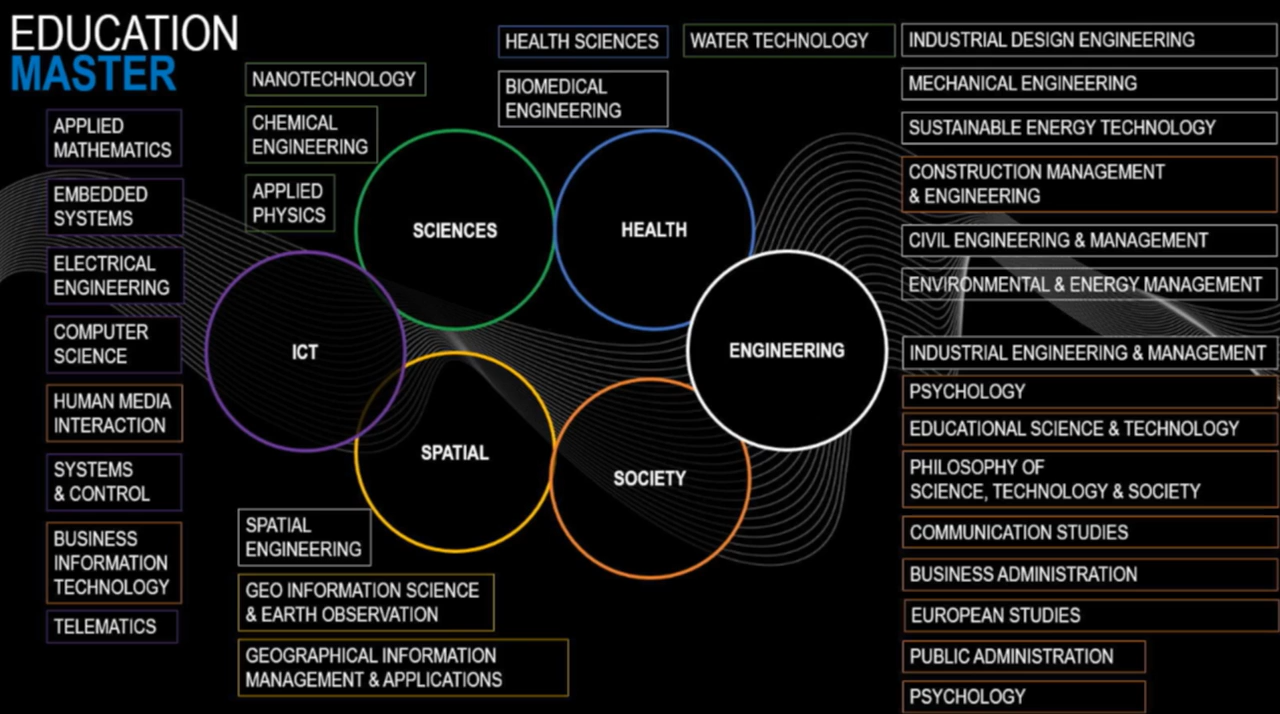 EDUCATION
MASTER
APPLIED
MATHEMATICS
EMBEDDED
SYSTEMS
ELECTRICAL
ENGINEERING
COMPUTER
SCIENCE
HUMAN MEDIA
INTERACTION
SYSTEMS
& CONTROL
BUSINESS
INFORMATION
TECHNOLOGY
TELEMATICS
NANOTECHNOLOGY
CHEMICAL
ENGINEERING
APPLIED
PHYSICS
HEALTH SCIENCES
BIOMEDICAL
ENGINEERING
WATER TECHNOLOGY
SCIENCES
HEALTH
ICT
ENGINEERING
SPATIAL
SOCIETY
SPATIAL
ENGINEERING
GEO INFORMATION SCIENCE
& EARTH OBSERVATION
GEOGRAPHICAL INFORMATION
MANAGEMENT & APPLICATIONS
INDUSTRIAL DESIGN ENGINEERING
MECHANICAL ENGINEERING
SUSTAINABLE ENERGY TECHNOLOGY
CONSTRUCTION MANAGEMENT
& ENGINEERING
CIVIL ENGINEERING & MANAGEMENT
ENVIRONMENTAL & ENERGY MANAGEMENT
INDUSTRIAL ENGINEERING & MANAGEMENT
PSYCHOLOGY
EDUCATIONAL SCIENCE & TECHNOLOGY
PHILOSOPHY OF
SCIENCE, TECHNOLOGY & SOCIETY
COMMUNICATION STUDIES
BUSINESS ADMINISTRATION
EUROPEAN STUDIES
PUBLIC ADMINISTRATION
PSYCHOLOGY